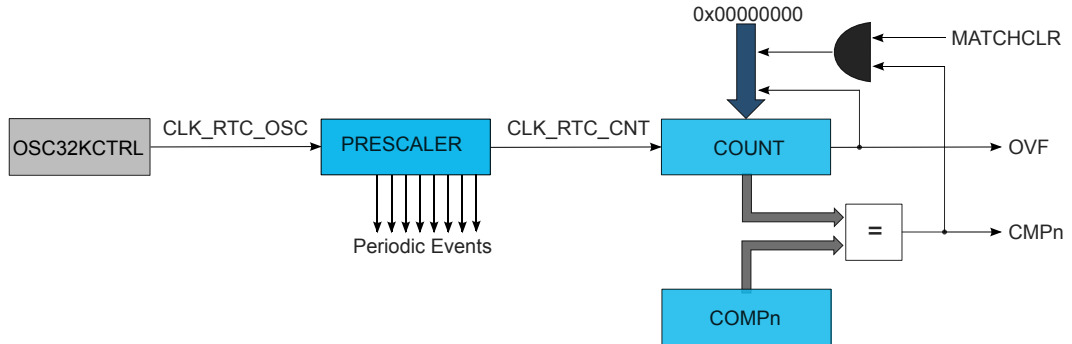 0x00000000
MATCHCLR
OSC32KCTRL
CLK_RTC_OSC
PRESCALER
CLK_RTC_CNT
COUNT
OVF
Periodic Events
=
CMPn
COMPn